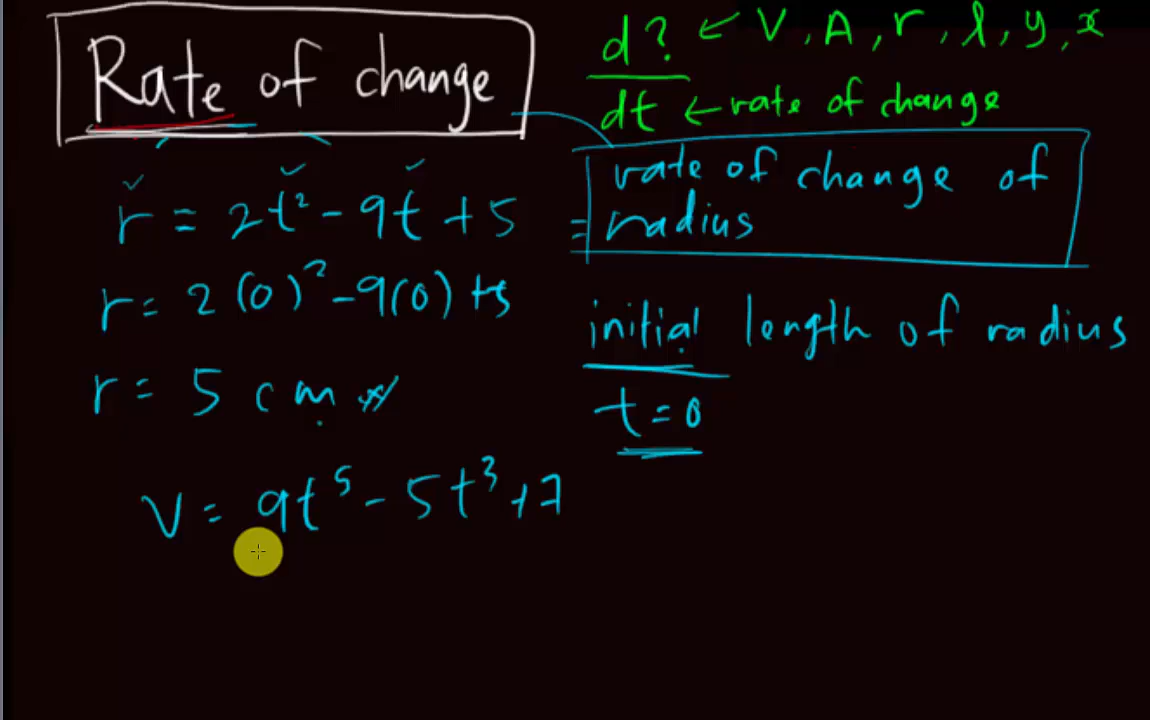 Rate of change
d? ← V, A, r, l, y, x
dt ← rate of change
= rate of change of
radius
r = 2t² - 9t + 5
r = 2(0)² - 9(0) + 5
initial length of radius
r = 5 cm
t = 0
V = 9t⁵ - 5t³ + 7